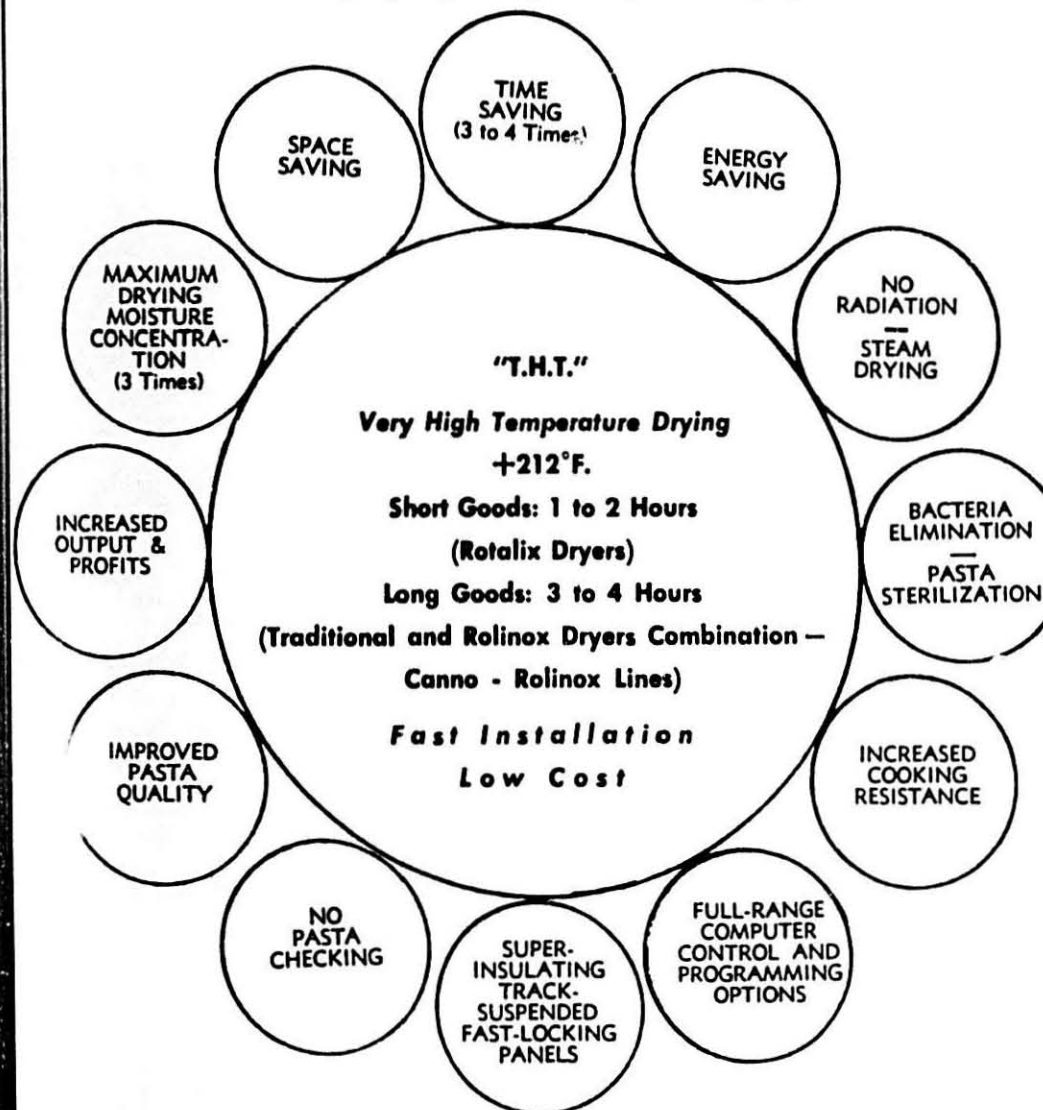 TIME
SAVING
(3 to 4 Times)
SPACE
SAVING
ENERGY
SAVING
MAXIMUM
DRYING
MOISTURE
CONCENTRA-
TION
(3 Times)
NO
RADIATION
—
STEAM
DRYING
"T.H.T."
Very High Temperature Drying
+212°F.
Short Goods: 1 to 2 Hours
(Rotalix Dryers)
Long Goods: 3 to 4 Hours
(Traditional and Rolinox Dryers Combination —
Canno - Rolinox Lines)
Fast Installation
Low Cost
INCREASED
OUTPUT &
PROFITS
BACTERIA
ELIMINATION
—
PASTA
STERILIZATION
IMPROVED
PASTA
QUALITY
INCREASED
COOKING
RESISTANCE
NO
PASTA
CHECKING
SUPER-
INSULATING
TRACK-
SUSPENDED
FAST-LOCKING
PANELS
FULL-RANGE
COMPUTER
CONTROL AND
PROGRAMMING
OPTIONS